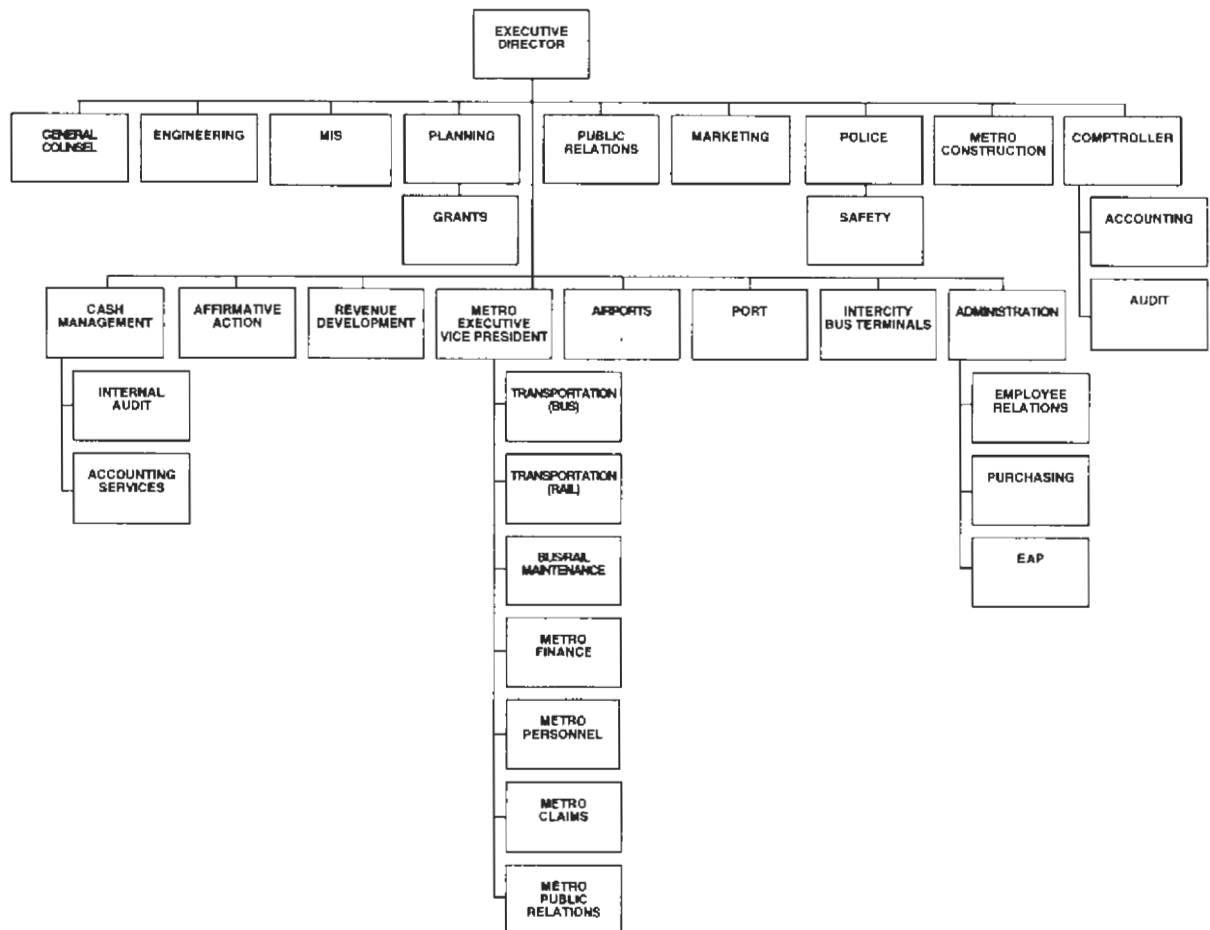 EXECUTIVE
DIRECTOR
GENERAL
COUNSEL
ENGINEERING
MIS
PLANNING
PUBLIC
RELATIONS
MARKETING
POLICE
METRO
CONSTRUCTION
COMPTROLLER
GRANTS
SAFETY
ACCOUNTING
AUDIT
CASH
MANAGEMENT
AFFIRMATIVE
ACTION
REVENUE
DEVELOPMENT
METRO
EXECUTIVE
VICE PRESIDENT
AIRPORTS
PORT
INTERCITY
BUS TERMINALS
ADMINISTRATION
INTERNAL
AUDIT
ACCOUNTING
SERVICES
TRANSPORTATION
(BUS)
TRANSPORTATION
(RAIL)
BUS/RAIL
MAINTENANCE
METRO
FINANCE
METRO
PERSONNEL
METRO
CLAIMS
METRO
PUBLIC
RELATIONS
EMPLOYEE
RELATIONS
PURCHASING
EAP